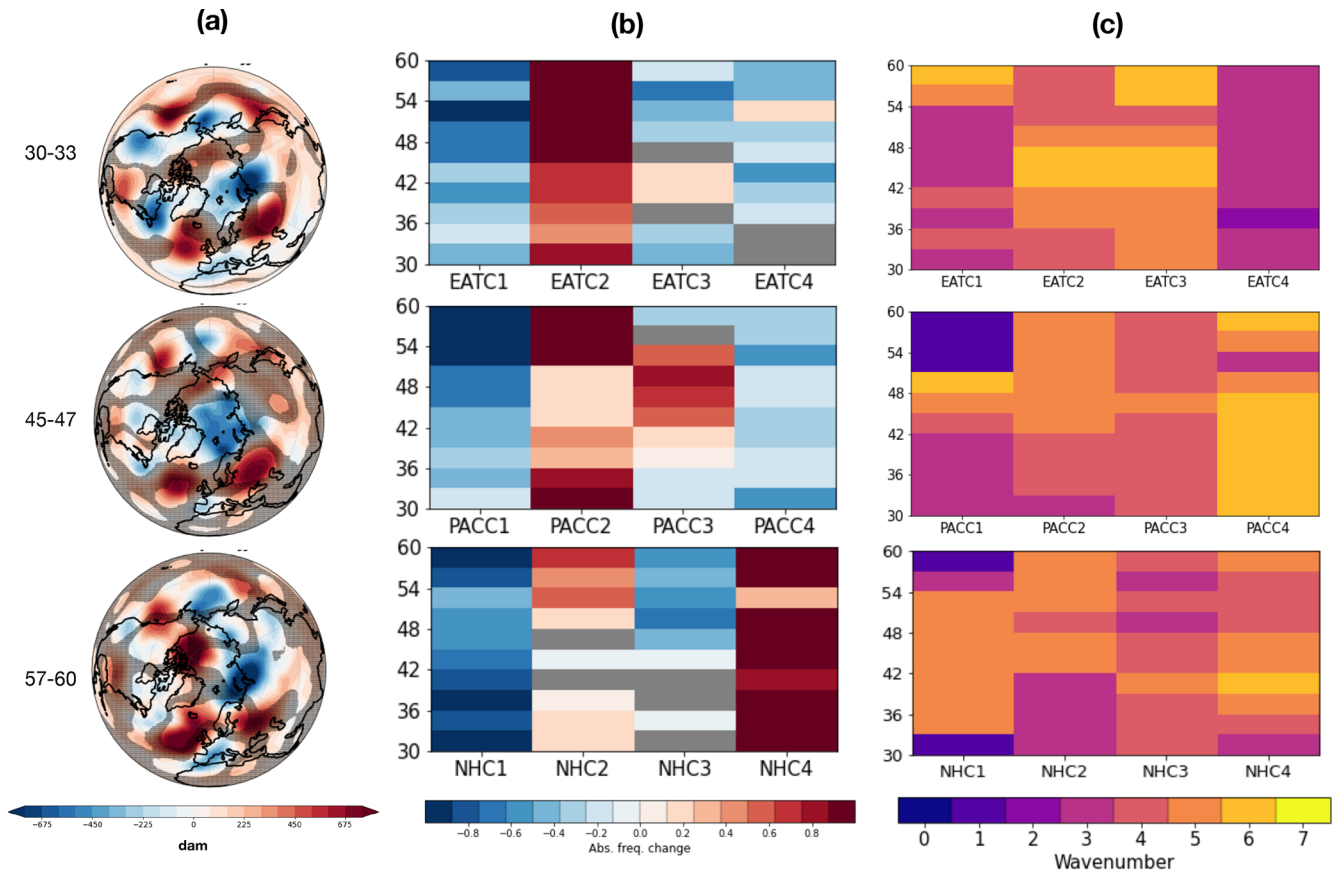 (a)
(b)
(c)
30-33
45-47
57-60
60
54
48
42
36
30
EATC1 EATC2 EATC3 EATC4
60
54
48
42
36
30
EATC1 EATC2 EATC3 EATC4
60
54
48
42
36
30
PACC1 PACC2 PACC3 PACC4
60
54
48
42
36
30
PACC1 PACC2 PACC3 PACC4
60
54
48
42
36
30
NHC1 NHC2 NHC3 NHC4
60
54
48
42
36
30
NHC1 NHC2 NHC3 NHC4
−675 −450 −225 0 225 450 675
dam
−0.8 −0.6 −0.4 −0.2 0.0 0.2 0.4 0.6 0.8
Abs. freq. change
0 1 2 3 4 5 6 7
Wavenumber